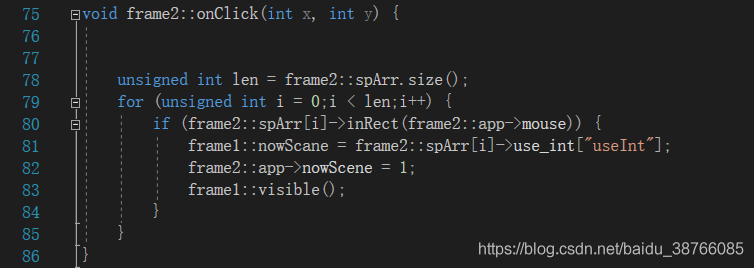 75 void frame2::onClick(int x, int y) {
76
77
78 unsigned int len = frame2::spArr.size();
79 for (unsigned int i = 0;i < len;i++) {
80 if (frame2::spArr[i]->inRect(frame2::app->mouse)) {
81 frame1::nowScane = frame2::spArr[i]->use_int["useInt"];
82 frame2::app->nowScene = 1;
83 frame1::visible();
84 }
85 }
86 }
https://blog.csdn.net/baidu_38766085